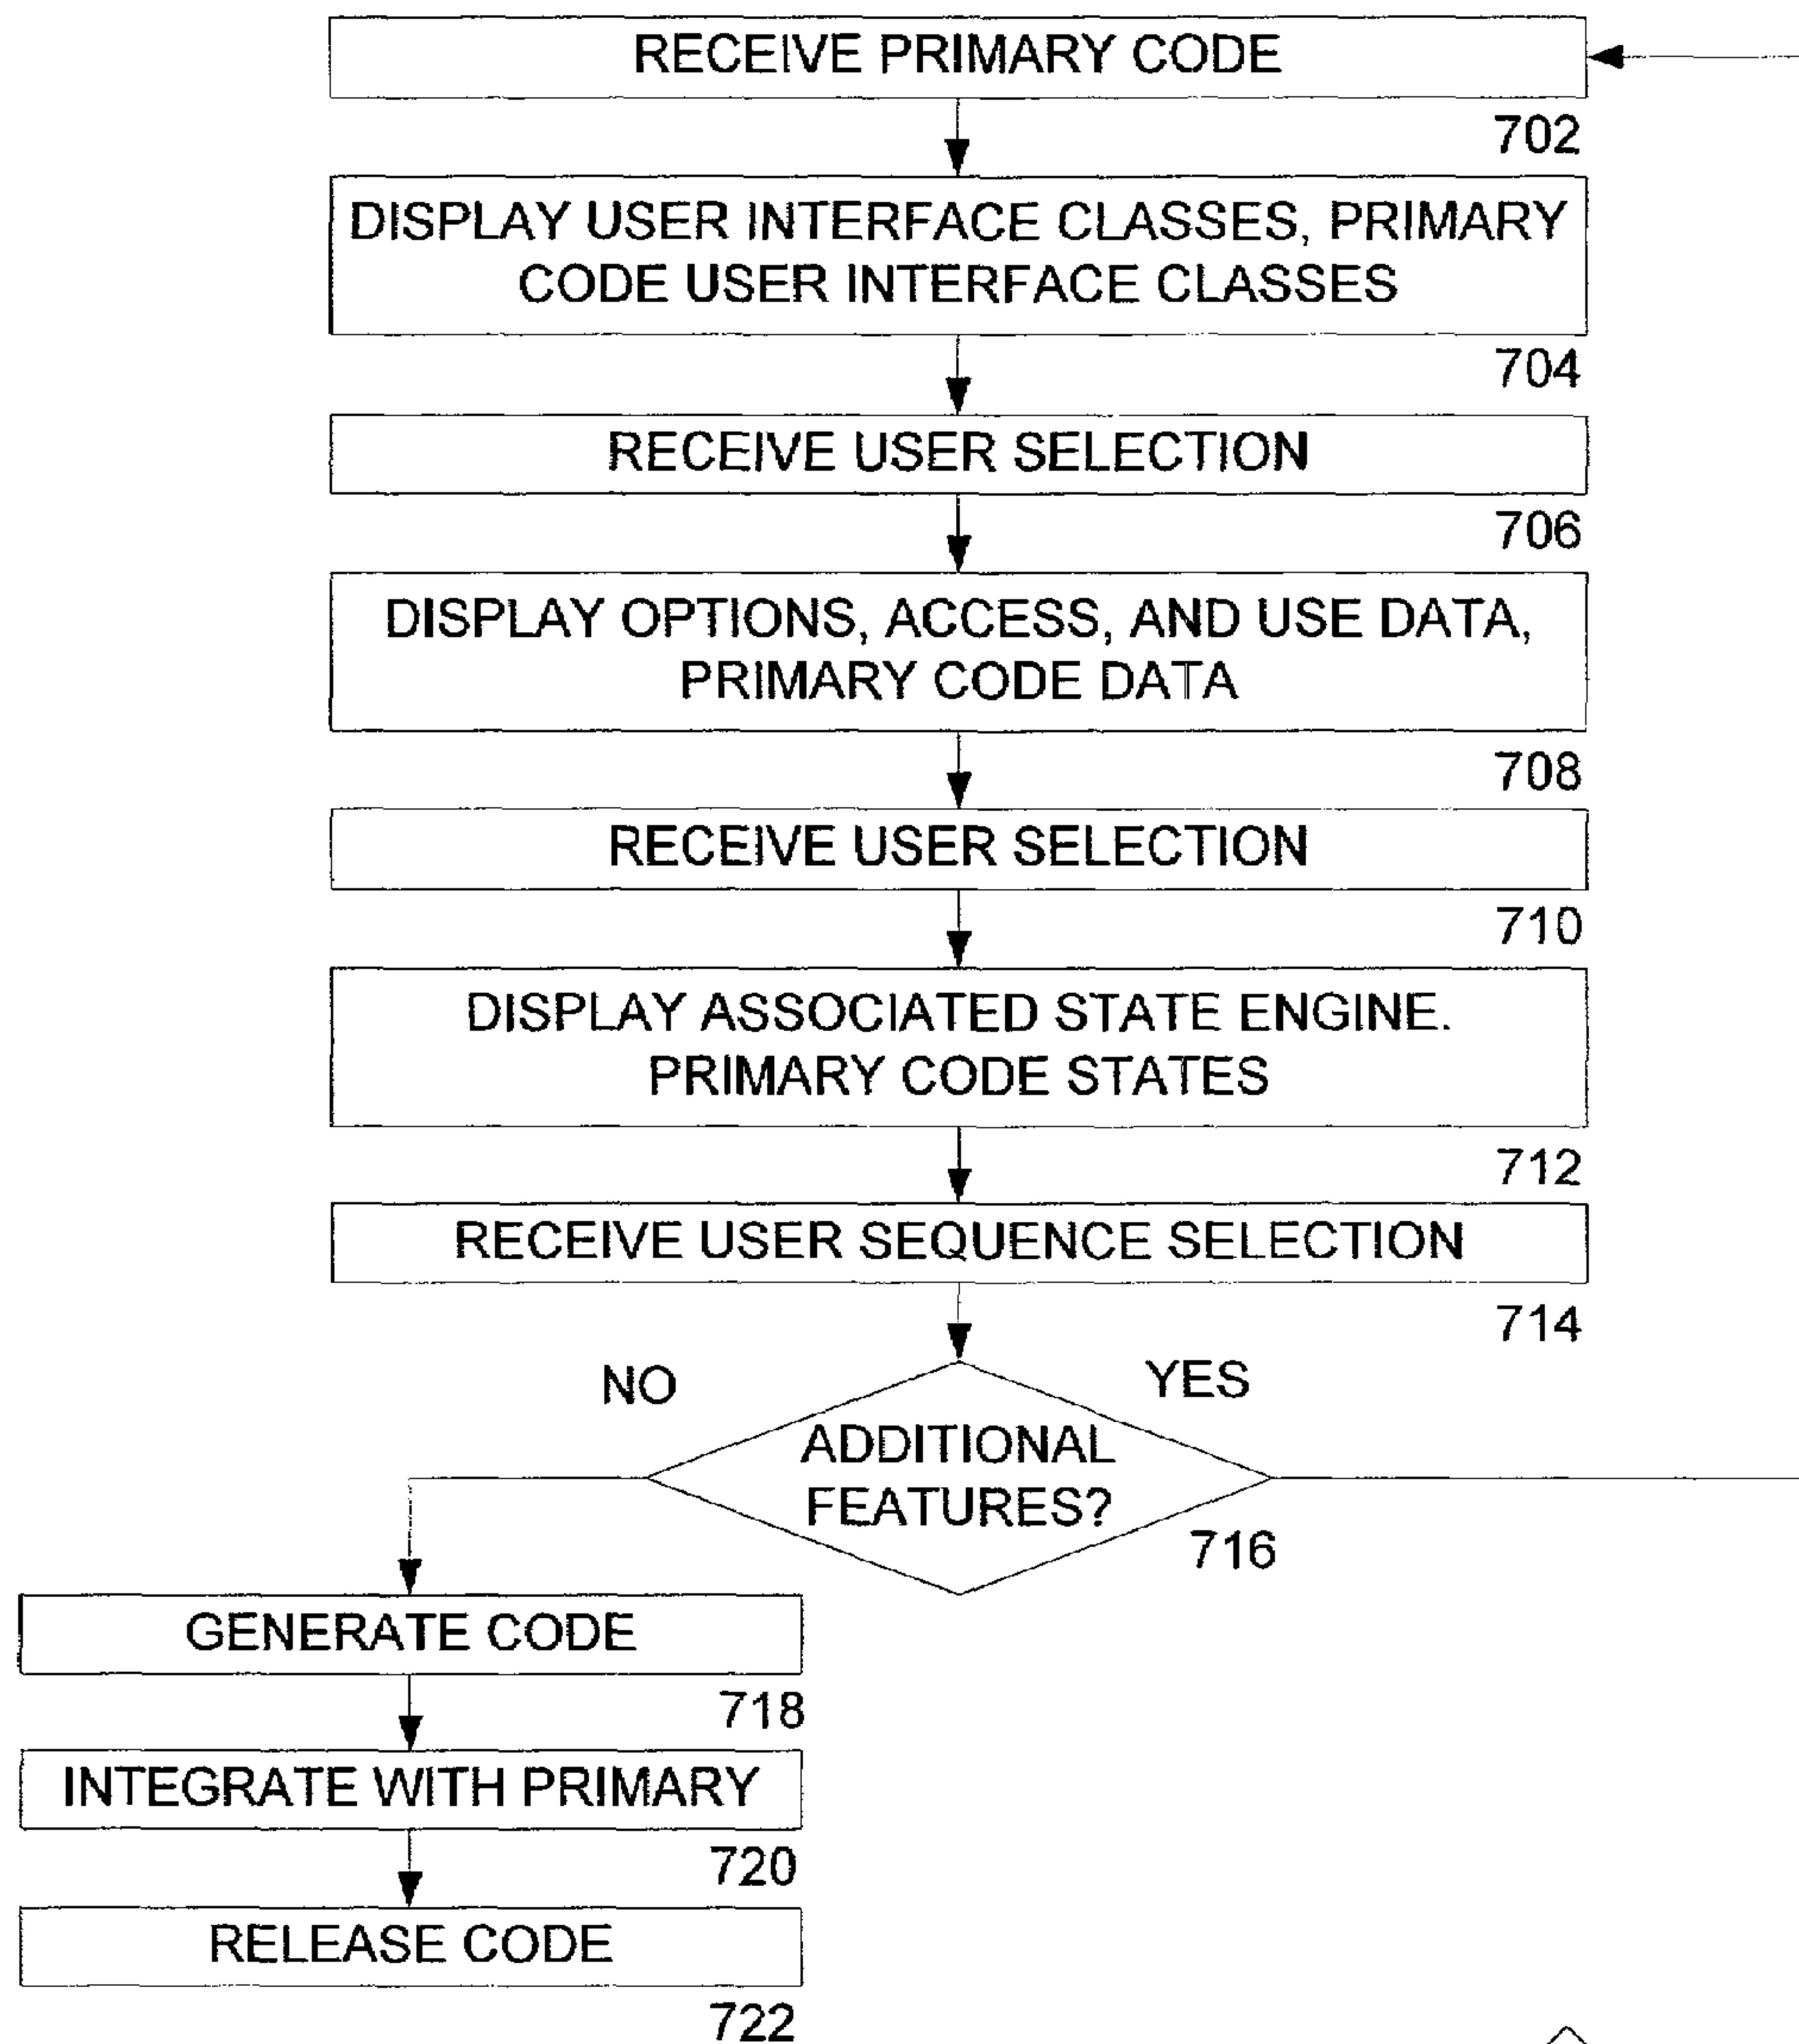 RECEIVE PRIMARY CODE
702
DISPLAY USER INTERFACE CLASSES, PRIMARY
CODE USER INTERFACE CLASSES
704
RECEIVE USER SELECTION
706
DISPLAY OPTIONS, ACCESS, AND USE DATA,
PRIMARY CODE DATA
708
RECEIVE USER SELECTION
710
DISPLAY ASSOCIATED STATE ENGINE.
PRIMARY CODE STATES
712
RECEIVE USER SEQUENCE SELECTION
714
NO
YES
ADDITIONAL
FEATURES?
716
GENERATE CODE
718
INTEGRATE WITH PRIMARY
720
RELEASE CODE
722